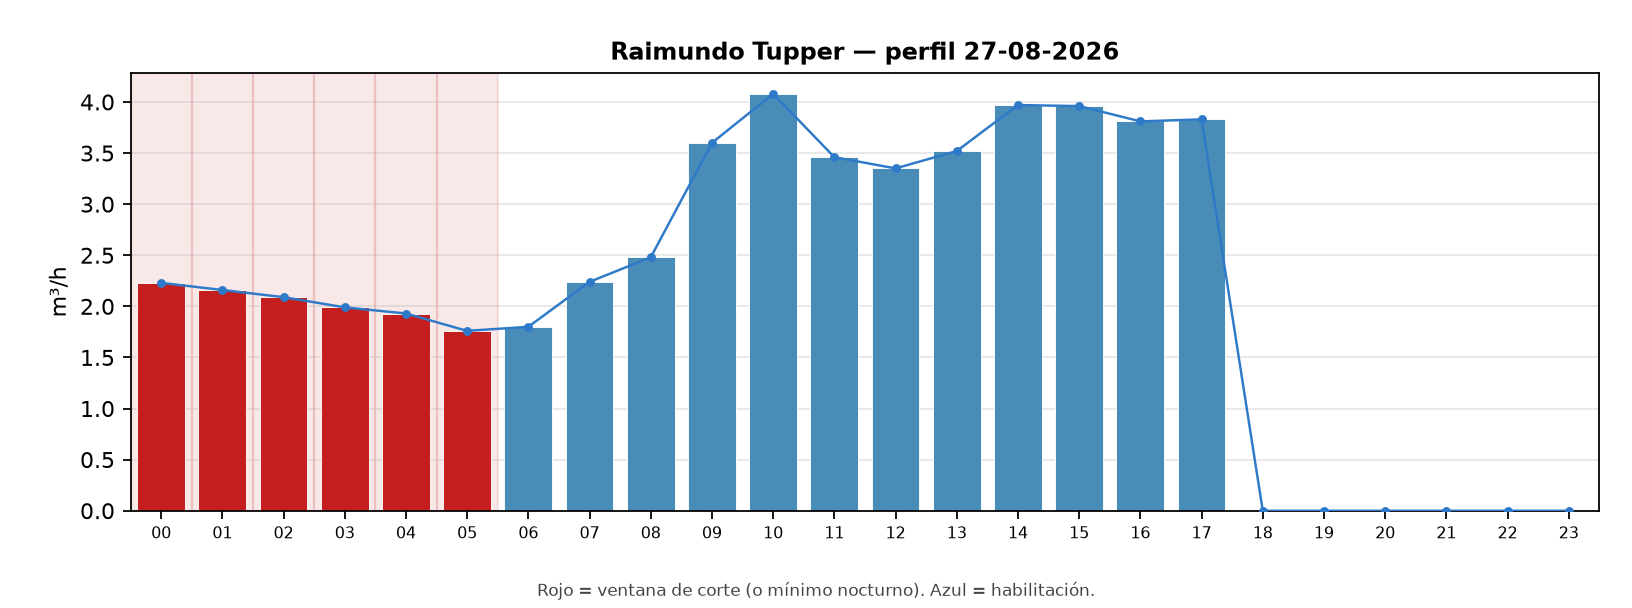 Raimundo Tupper — perfil 27-08-2026
m³/h
4.0
3.5
3.0
2.5
2.0
1.5
1.0
0.5
0.0
00 01 02 03 04 05 06 07 08 09 10 11 12 13 14 15 16 17 18 19 20 21 22 23
Rojo = ventana de corte (o mínimo nocturno). Azul = habilitación.